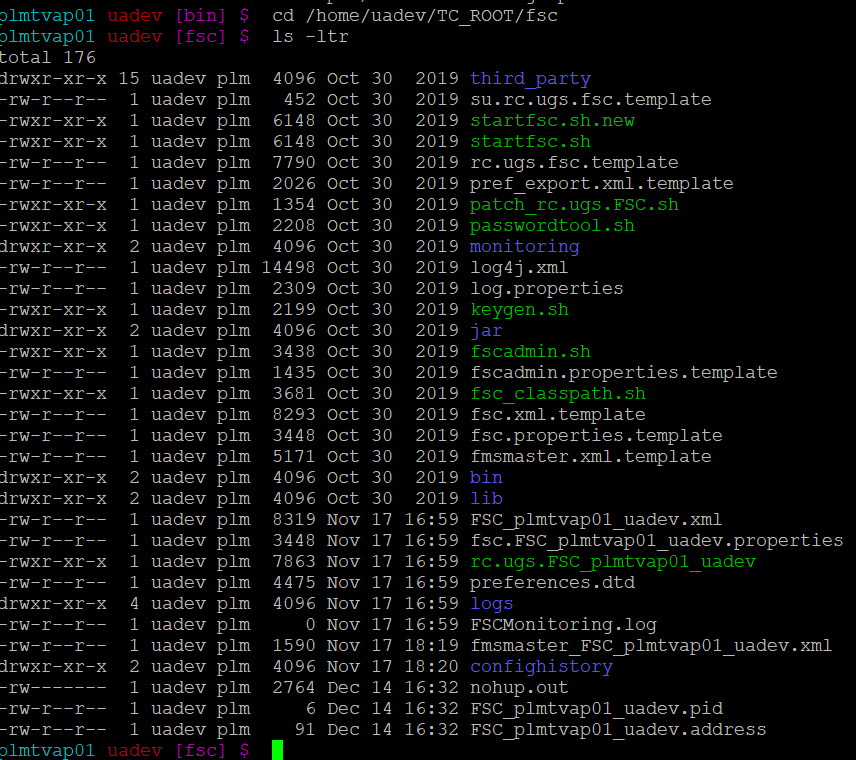 plmtvap01 uadev [bin] $  cd /home/uadev/TC_ROOT/fsc
plmtvap01 uadev [fsc] $  ls -ltr
total 176
drwxr-xr-x 15 uadev plm  4096 Oct 30  2019 third_party
-rw-r--r--  1 uadev plm   452 Oct 30  2019 su.rc.ugs.fsc.template
-rwxr-xr-x  1 uadev plm  6148 Oct 30  2019 startfsc.sh.new
-rwxr-xr-x  1 uadev plm  6148 Oct 30  2019 startfsc.sh
-rw-r--r--  1 uadev plm  7790 Oct 30  2019 rc.ugs.fsc.template
-rw-r--r--  1 uadev plm  2026 Oct 30  2019 pref_export.xml.template
-rwxr-xr-x  1 uadev plm  1354 Oct 30  2019 patch_rc.ugs.FSC.sh
-rwxr-xr-x  1 uadev plm  2208 Oct 30  2019 passwordtool.sh
drwxr-xr-x  2 uadev plm  4096 Oct 30  2019 monitoring
-rw-r--r--  1 uadev plm 14498 Oct 30  2019 log4j.xml
-rw-r--r--  1 uadev plm  2309 Oct 30  2019 log.properties
-rwxr-xr-x  1 uadev plm  2199 Oct 30  2019 keygen.sh
drwxr-xr-x  2 uadev plm  4096 Oct 30  2019 jar
-rwxr-xr-x  1 uadev plm  3438 Oct 30  2019 fscadmin.sh
-rw-r--r--  1 uadev plm  1435 Oct 30  2019 fscadmin.properties.template
-rwxr-xr-x  1 uadev plm  3681 Oct 30  2019 fsc_classpath.sh
-rw-r--r--  1 uadev plm  8293 Oct 30  2019 fsc.xml.template
-rw-r--r--  1 uadev plm  3448 Oct 30  2019 fsc.properties.template
-rw-r--r--  1 uadev plm  5171 Oct 30  2019 fmsmaster.xml.template
drwxr-xr-x  2 uadev plm  4096 Oct 30  2019 bin
drwxr-xr-x  2 uadev plm  4096 Oct 30  2019 lib
-rw-r--r--  1 uadev plm  8319 Nov 17 16:59 FSC_plmtvap01_uadev.xml
-rw-r--r--  1 uadev plm  3448 Nov 17 16:59 fsc.FSC_plmtvap01_uadev.properties
-rwxr-xr-x  1 uadev plm  7863 Nov 17 16:59 rc.ugs.FSC_plmtvap01_uadev
-rw-r--r--  1 uadev plm  4475 Nov 17 16:59 preferences.dtd
drwxr-xr-x  4 uadev plm  4096 Nov 17 16:59 logs
-rw-r--r--  1 uadev plm     0 Nov 17 16:59 FSCMonitoring.log
-rw-r--r--  1 uadev plm  1590 Nov 17 18:19 fmsmaster_FSC_plmtvap01_uadev.xml
drwxr-xr-x  2 uadev plm  4096 Nov 17 18:20 confighistory
-rw-------  1 uadev plm  2764 Dec 14 16:32 nohup.out
-rw-r--r--  1 uadev plm     6 Dec 14 16:32 FSC_plmtvap01_uadev.pid
-rw-r--r--  1 uadev plm    91 Dec 14 16:32 FSC_plmtvap01_uadev.address
plmtvap01 uadev [fsc] $